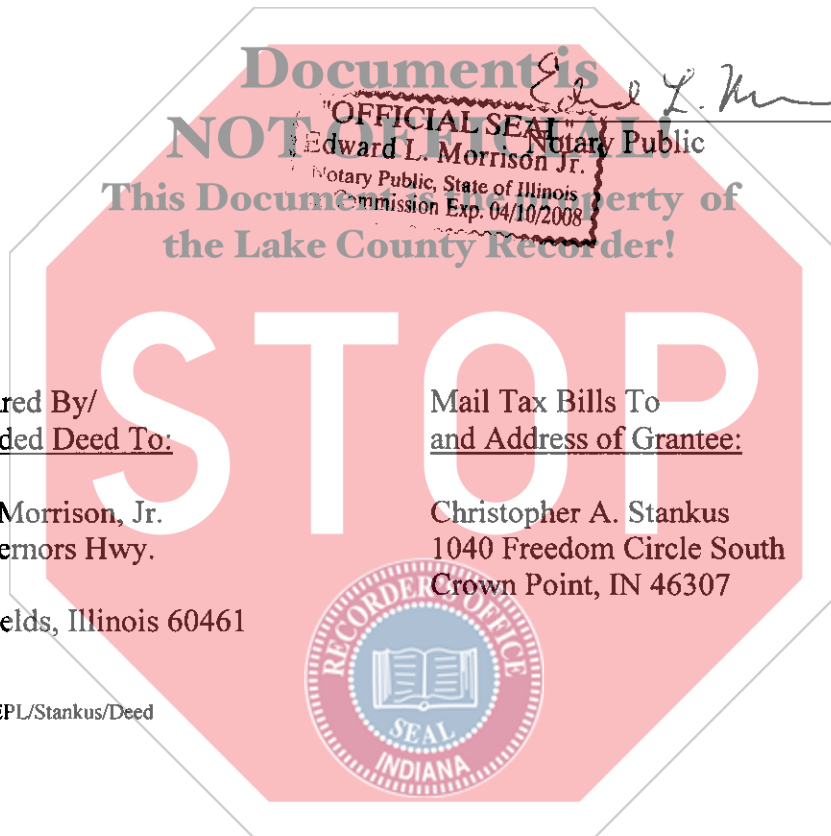 Document is
NOT OFFICIAL!
This Document is the property of
the Lake County Recorder!
"OFFICIAL SEAL"
Edward L. Morrison Jr.
Notary Public, State of Illinois
Commission Exp. 04/10/2008
Edward L.
Notary Public
STOP
red By/
ded Deed To:
Morrison, Jr.
ernors Hwy.
elds, Illinois 60461
EPL/Stankus/Deed
Mail Tax Bills To
and Address of Grantee:
Christopher A. Stankus
1040 Freedom Circle South
Crown Point, IN 46307
RECORDER'S OFFICE
SEAL
INDIANA